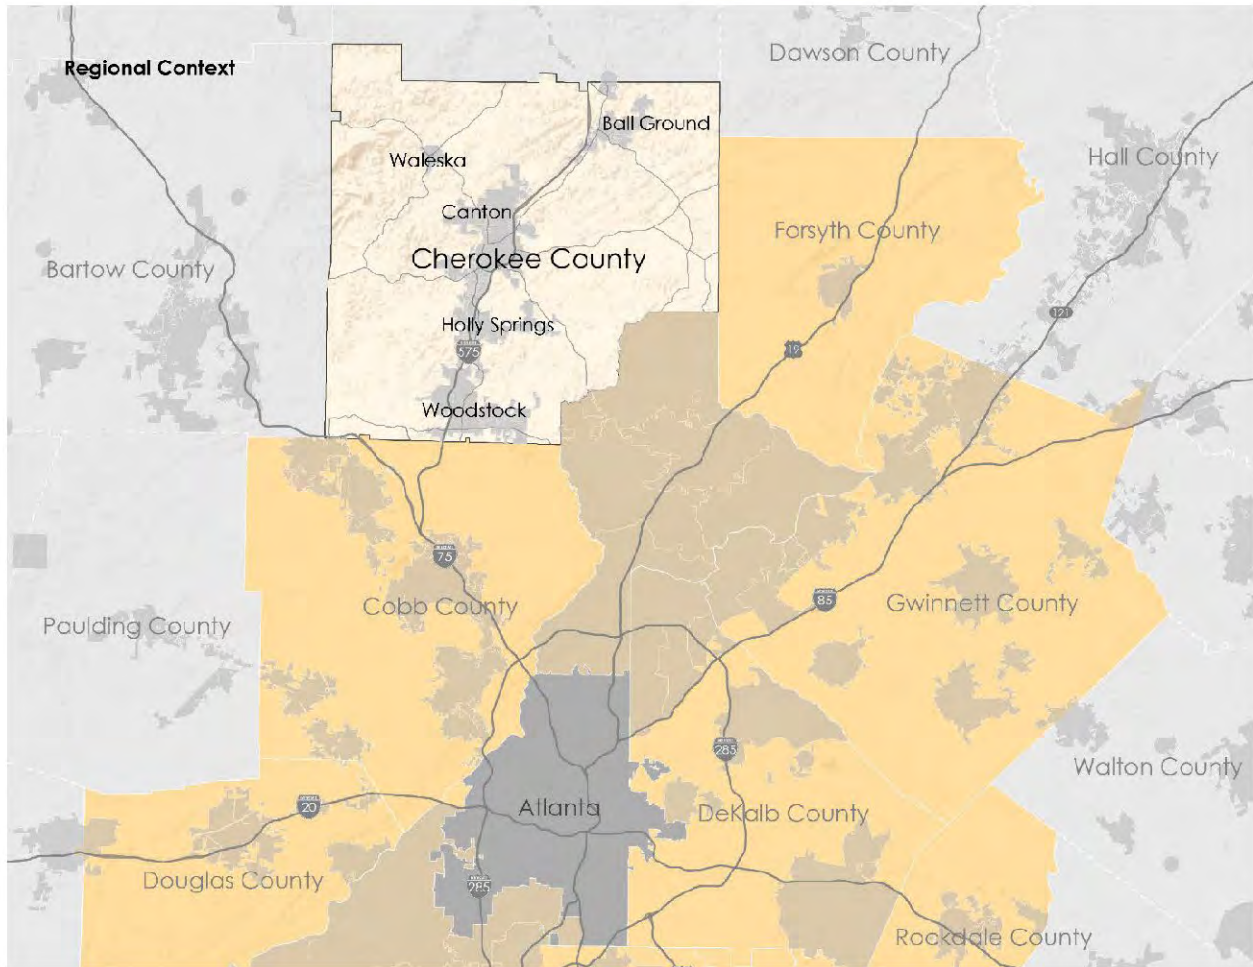 Dawson County
Regional Context
Ball Ground
Waleska
Hall County
Canton
Forsyth County
Cherokee County
Bartow County
121
Holly Springs
19
575
Woodstock
75
85
Cobb County
Gwinnett County
Paulding County
285
Walton County
20
Atlanta
DeKalb County
Douglas County
285
Rockdale County